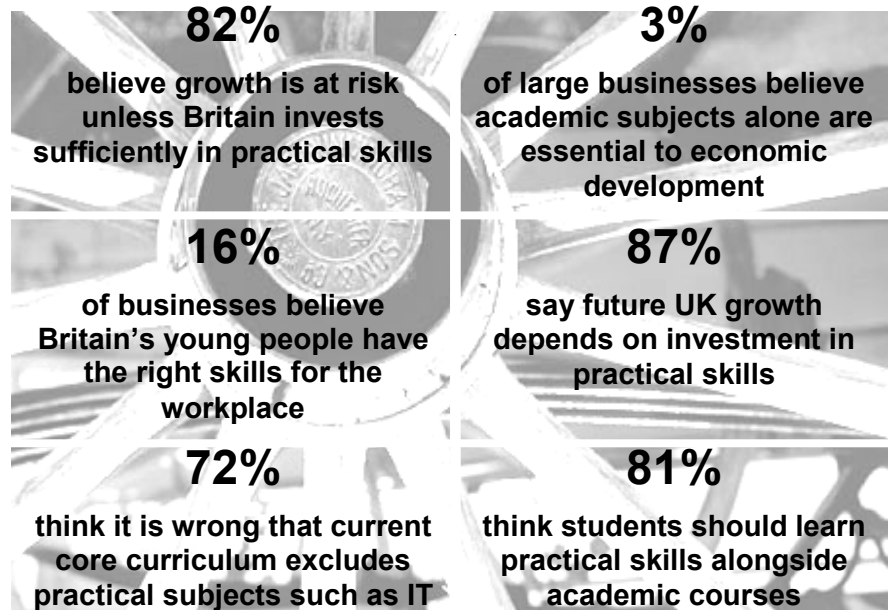 82%
believe growth is at risk
unless Britain invests
sufficiently in practical skills
3%
of large businesses believe
academic subjects alone are
essential to economic
development
16%
of businesses believe
Britain’s young people have
the right skills for the
workplace
87%
say future UK growth
depends on investment in
practical skills
72%
think it is wrong that current
core curriculum excludes
practical subjects such as IT
81%
think students should learn
practical skills alongside
academic courses